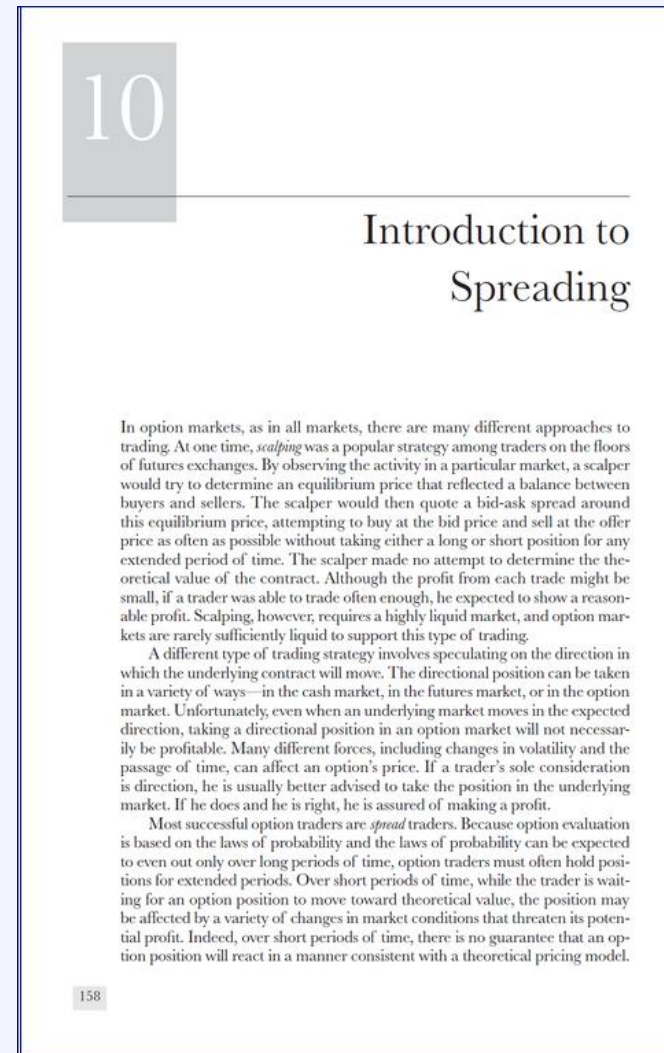 10
Introduction to
Spreading
In option markets, as in all markets, there are many different approaches to
trading. At one time, scalping was a popular strategy among traders on the floors
of futures exchanges. By observing the activity in a particular market, a scalper
would try to determine an equilibrium price that reflected a balance between
buyers and sellers. The scalper would then quote a bid-ask spread around
this equilibrium price, attempting to buy at the bid price and sell at the offer
price as often as possible without taking either a long or short position for any
extended period of time. The scalper made no attempt to determine the the-
oretical value of the contract. Although the profit from each trade might be
small, if a trader was able to trade often enough, he expected to show a reason-
able profit. Scalping, however, requires a highly liquid market, and option mar-
kets are rarely sufficiently liquid to support this type of trading.
A different type of trading strategy involves speculating on the direction in
which the underlying contract will move. The directional position can be taken
in a variety of ways—in the cash market, in the futures market, or in the option
market. Unfortunately, even when an underlying market moves in the expected
direction, taking a directional position in an option market will not necessar-
ily be profitable. Many different forces, including changes in volatility and the
passage of time, can affect an option's price. If a trader's sole consideration
is direction, he is usually better advised to take the position in the underlying
market. If he does and he is right, he is assured of making a profit.
Most successful option traders are spread traders. Because option evaluation
is based on the laws of probability and the laws of probability can be expected
to even out only over long periods of time, option traders must often hold posi-
tions for extended periods. Over short periods of time, while the trader is wait-
ing for an option position to move toward theoretical value, the position may
be affected by a variety of changes in market conditions that threaten its poten-
tial profit. Indeed, over short periods of time, there is no guarantee that an op-
tion position will react in a manner consistent with a theoretical pricing model.
158